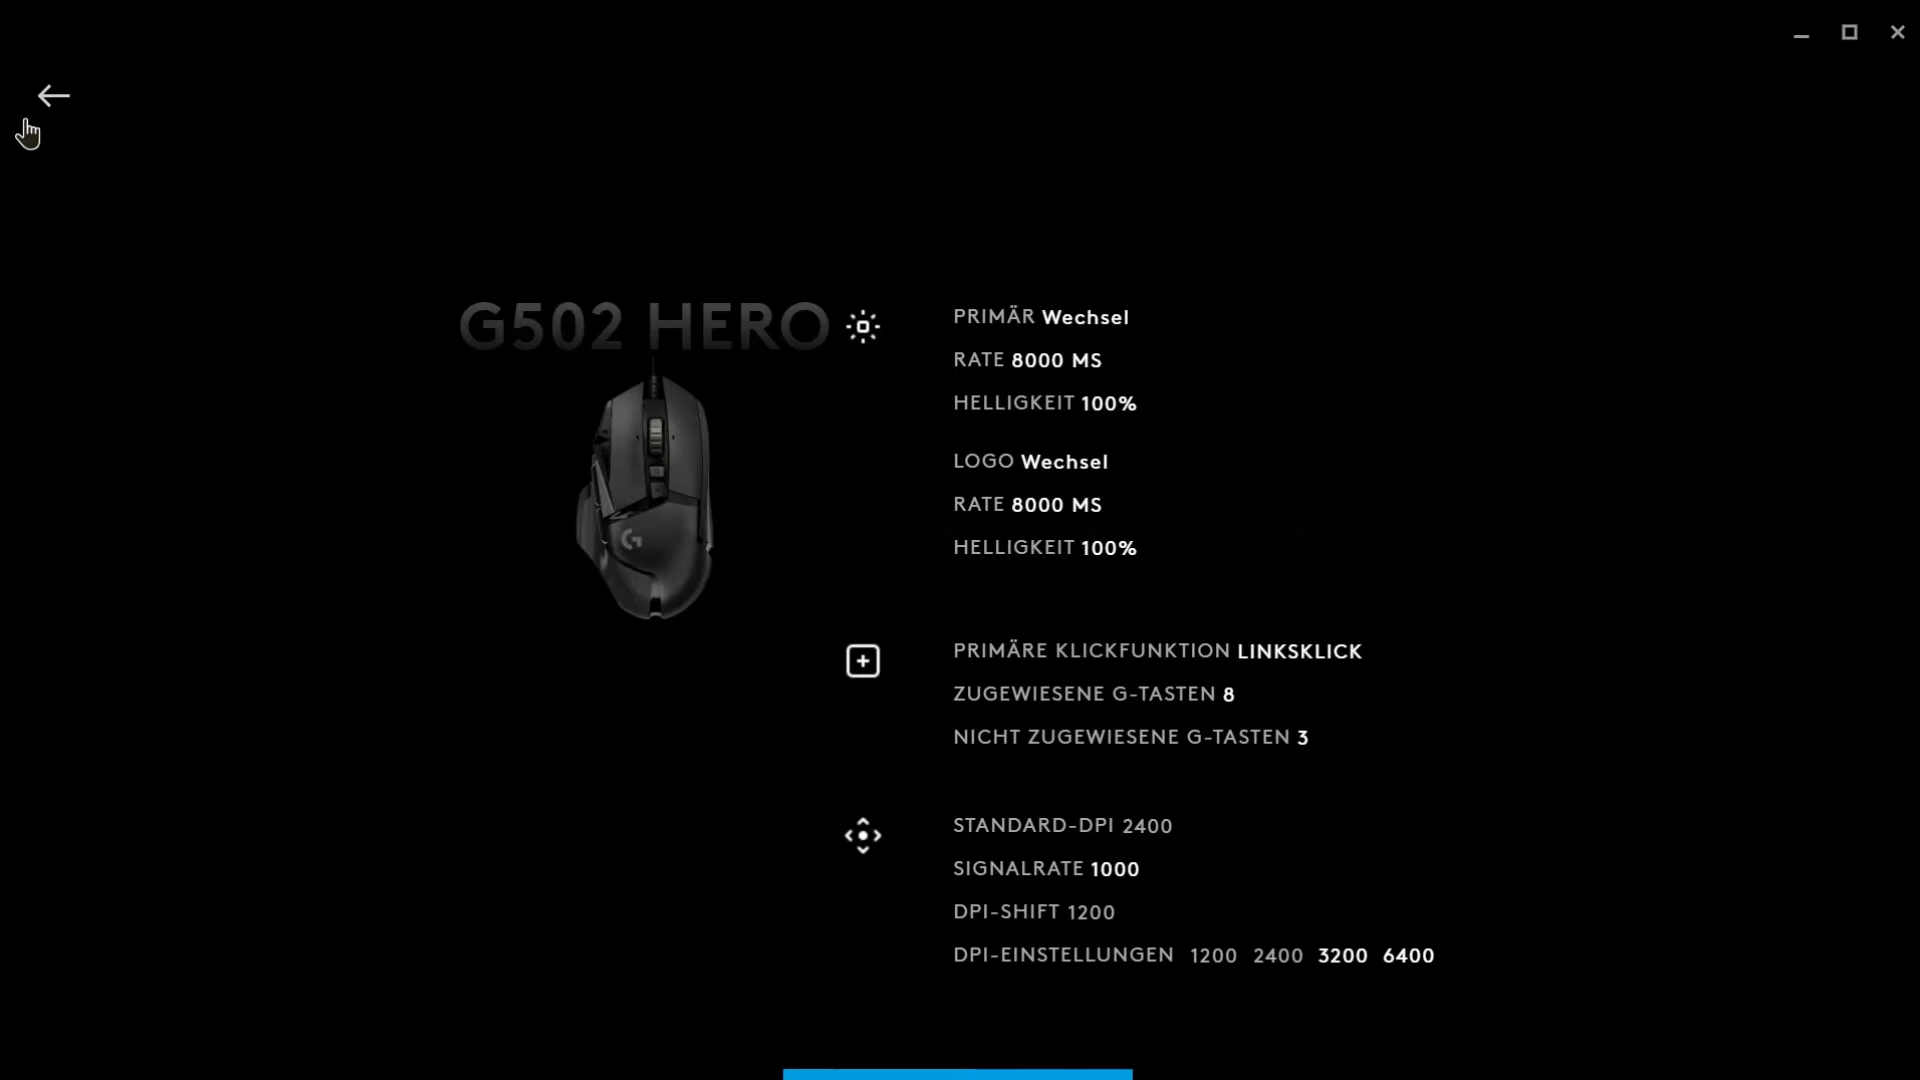 G502 HERO
PRIMÄR Wechsel
RATE 8000 MS
HELLIGKEIT 100%
LOGO Wechsel
RATE 8000 MS
HELLIGKEIT 100%
PRIMÄRE KLICKFUNKTION LINKSKLICK
ZUGEWIESENE G-TASTEN 8
NICHT ZUGEWIESENE G-TASTEN 3
STANDARD-DPI 2400
SIGNALRATE 1000
DPI-SHIFT 1200
DPI-EINSTELLUNGEN 1200 2400 3200 6400